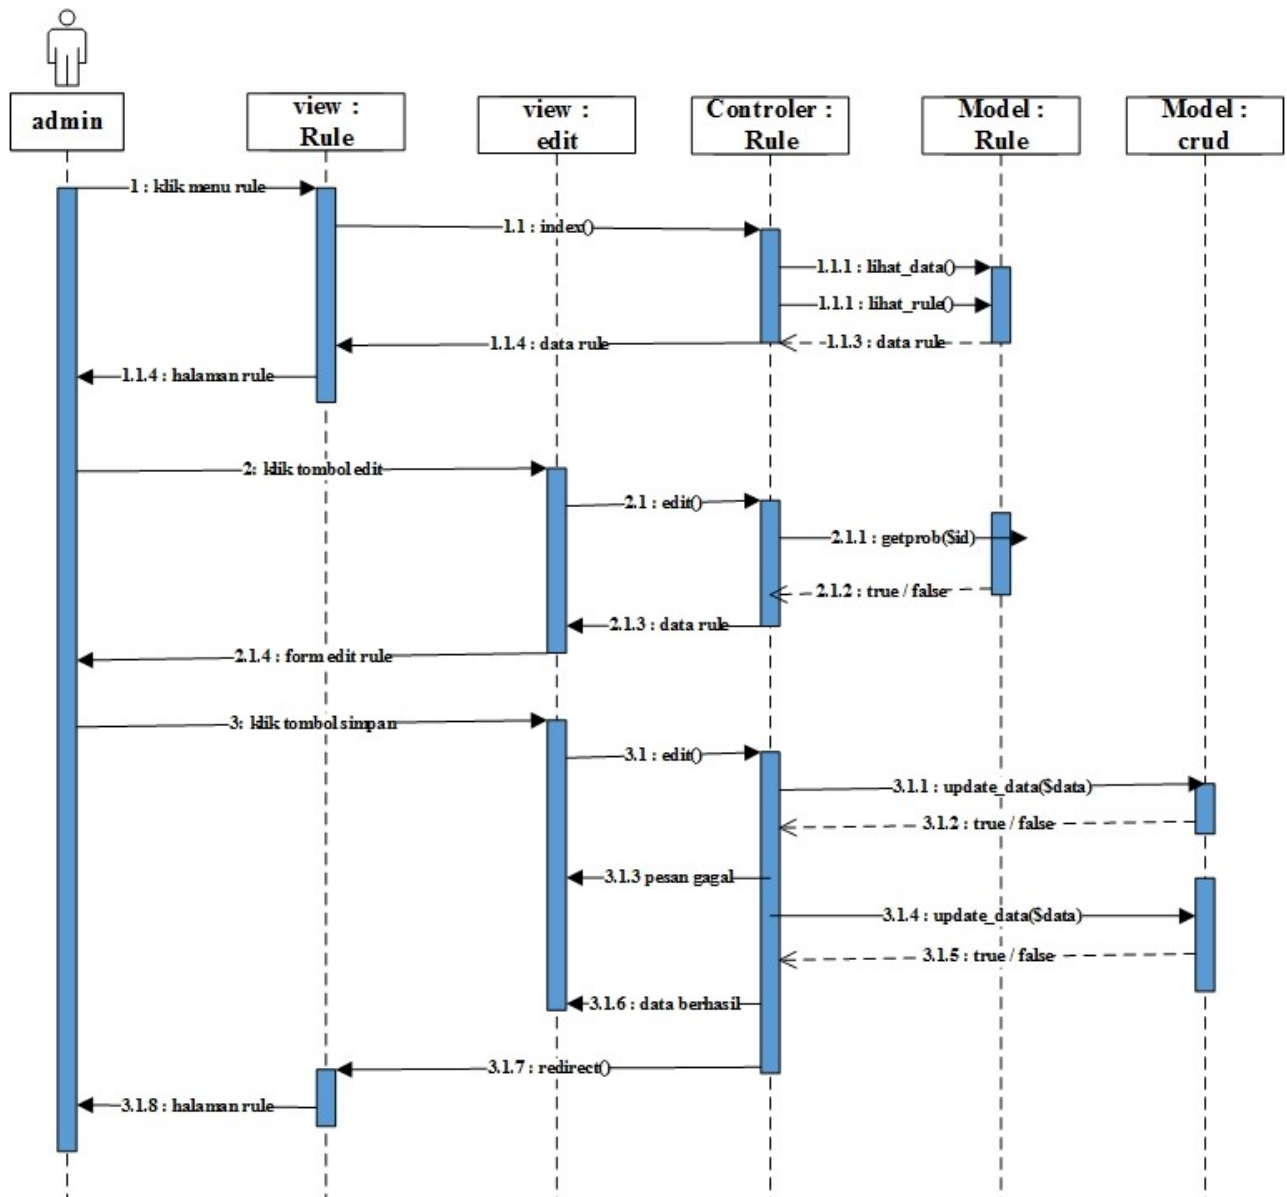 admin
view :
Rule
view :
edit
Controler :
Rule
Model :
Rule
Model :
crud
1 : klik menu rule
1.1 : index()
1.1.1 : lihat_data()
1.1.1 : lihat_rule()
1.1.3 : data rule
1.1.4 : data rule
1.1.4 : halaman rule
2: klik tombol edit
2.1 : edit()
2.1.1 : getprob($id)
2.1.2 : true / false
2.1.3 : data rule
2.1.4 : form edit rule
3: klik tombol simpan
3.1 : edit()
3.1.1 : update_data($data)
3.1.2 : true / false
3.1.3 pesan gagal
3.1.4 : update_data($data)
3.1.5 : true / false
3.1.6 : data berhasil
3.1.7 : redirect()
3.1.8 : halaman rule